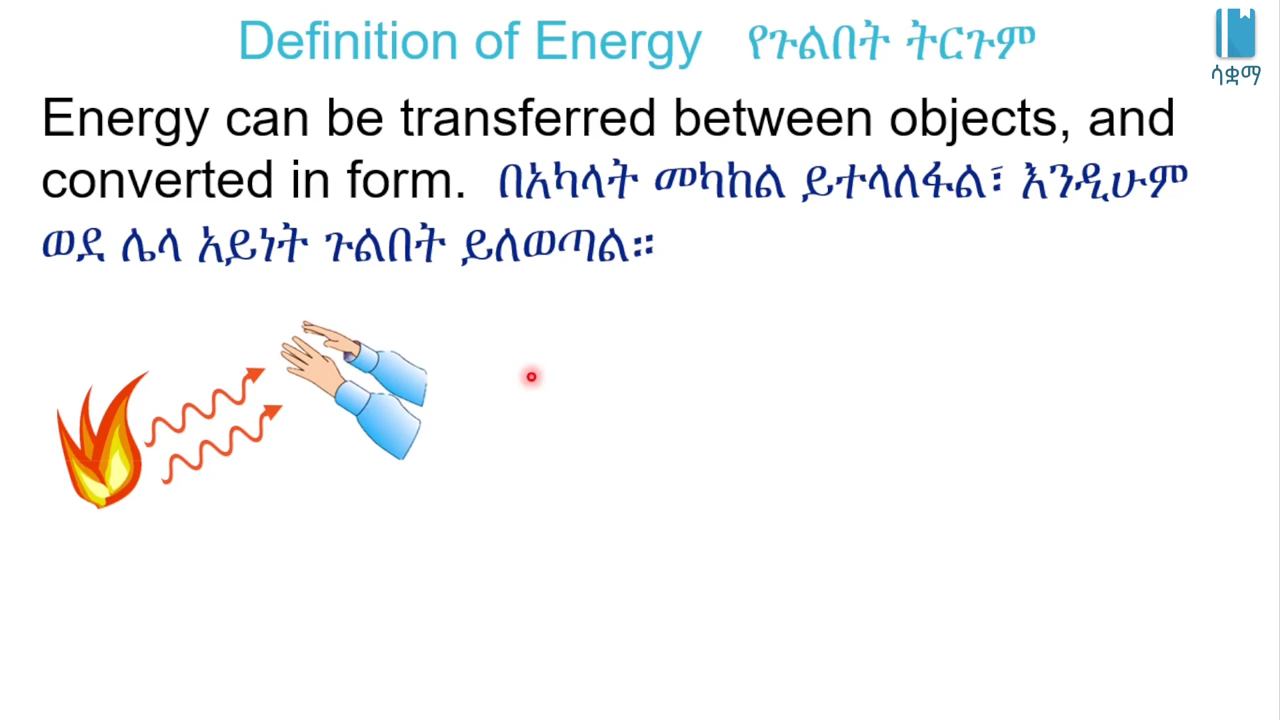 Definition of Energy የጉልበት ትርጉም
ሳቋማ
Energy can be transferred between objects, and
converted in form. በአካላት መካከል ይተላለፋል፣ እንዲሁም
ወደ ሌላ አይነት ጉልበት ይለወጣል።